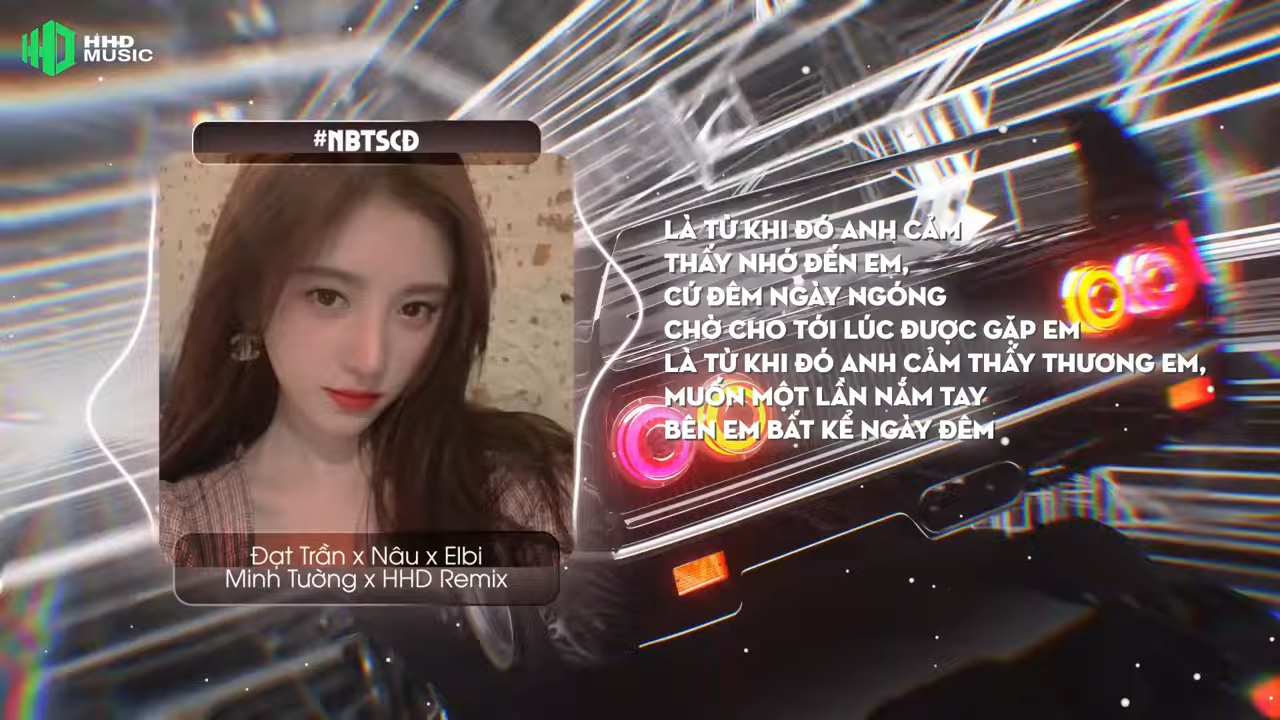 HHD
MUSIC
#NBTSCD
LÀ TỪ KHI ĐÓ ANH CẢM
THẤY NHỚ ĐẾN EM,
CỨ ĐÊM NGÀY NGÓNG
CHỜ CHO TỚI LÚC ĐƯỢC GẶP EM
LÀ TỪ KHI ĐÓ ANH CẢM THẤY THƯƠNG EM,
MUỐN MỘT LẦN NẮM TAY
BÊN EM BẤT KỂ NGÀY ĐÊM
Đạt Trần x Nâu x Elbi
Minh Tường x HHD Remix